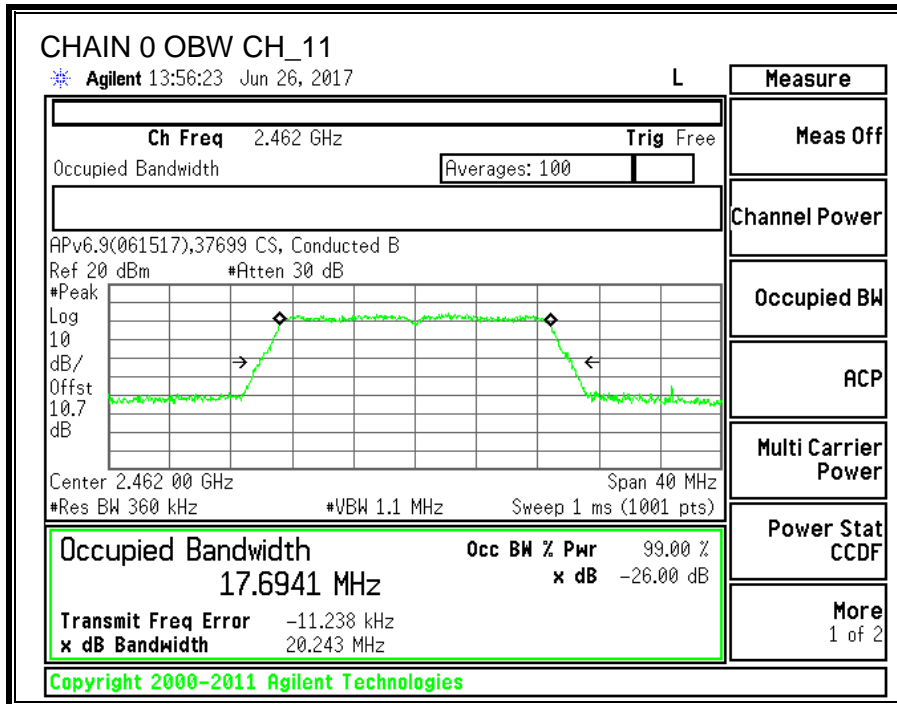 CHAIN 0 OBW CH_11
Agilent 13:56:23 Jun 26, 2017 L
Measure
Ch Freq 2.462 GHz Trig Free
Occupied Bandwidth Averages: 100
APv6.9(061517),37699 CS, Conducted B
Ref 20 dBm #Atten 30 dB
#Peak
Log
10
dB/
Offst
10.7
dB
Center 2.462 00 GHz Span 40 MHz
#Res BW 360 kHz #VBW 1.1 MHz Sweep 1 ms (1001 pts)
Occupied Bandwidth Occ BW % Pwr 99.00 %
17.6941 MHz x dB -26.00 dB
Transmit Freq Error -11.238 kHz
x dB Bandwidth 20.243 MHz
Copyright 2000-2011 Agilent Technologies
Meas Off
Channel Power
Occupied BW
ACP
Multi Carrier
Power
Power Stat
CCDF
More
1 of 2